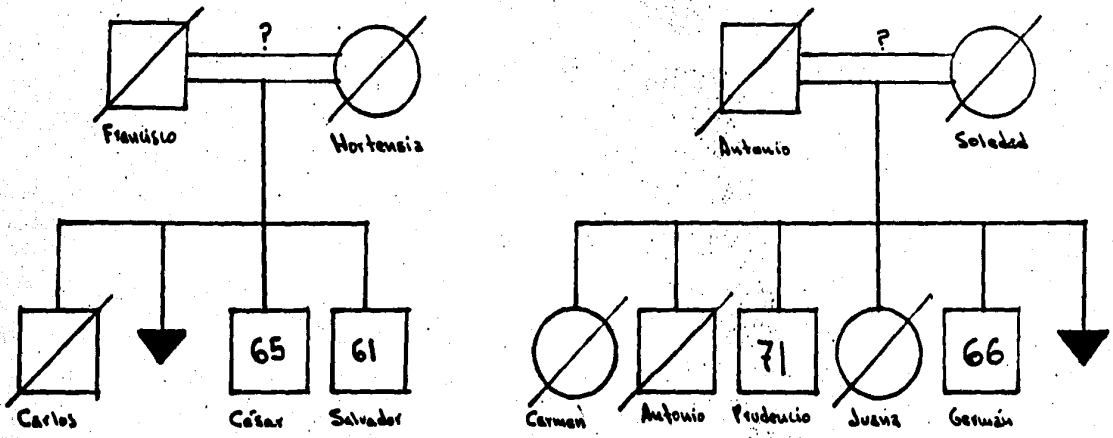 ?
?
Francisco
Hortensia
Antonio
Soledad
65
61
71
66
Carlos
César
Salvador
Carmen
Antonio
Prudencio
Juana
Germán